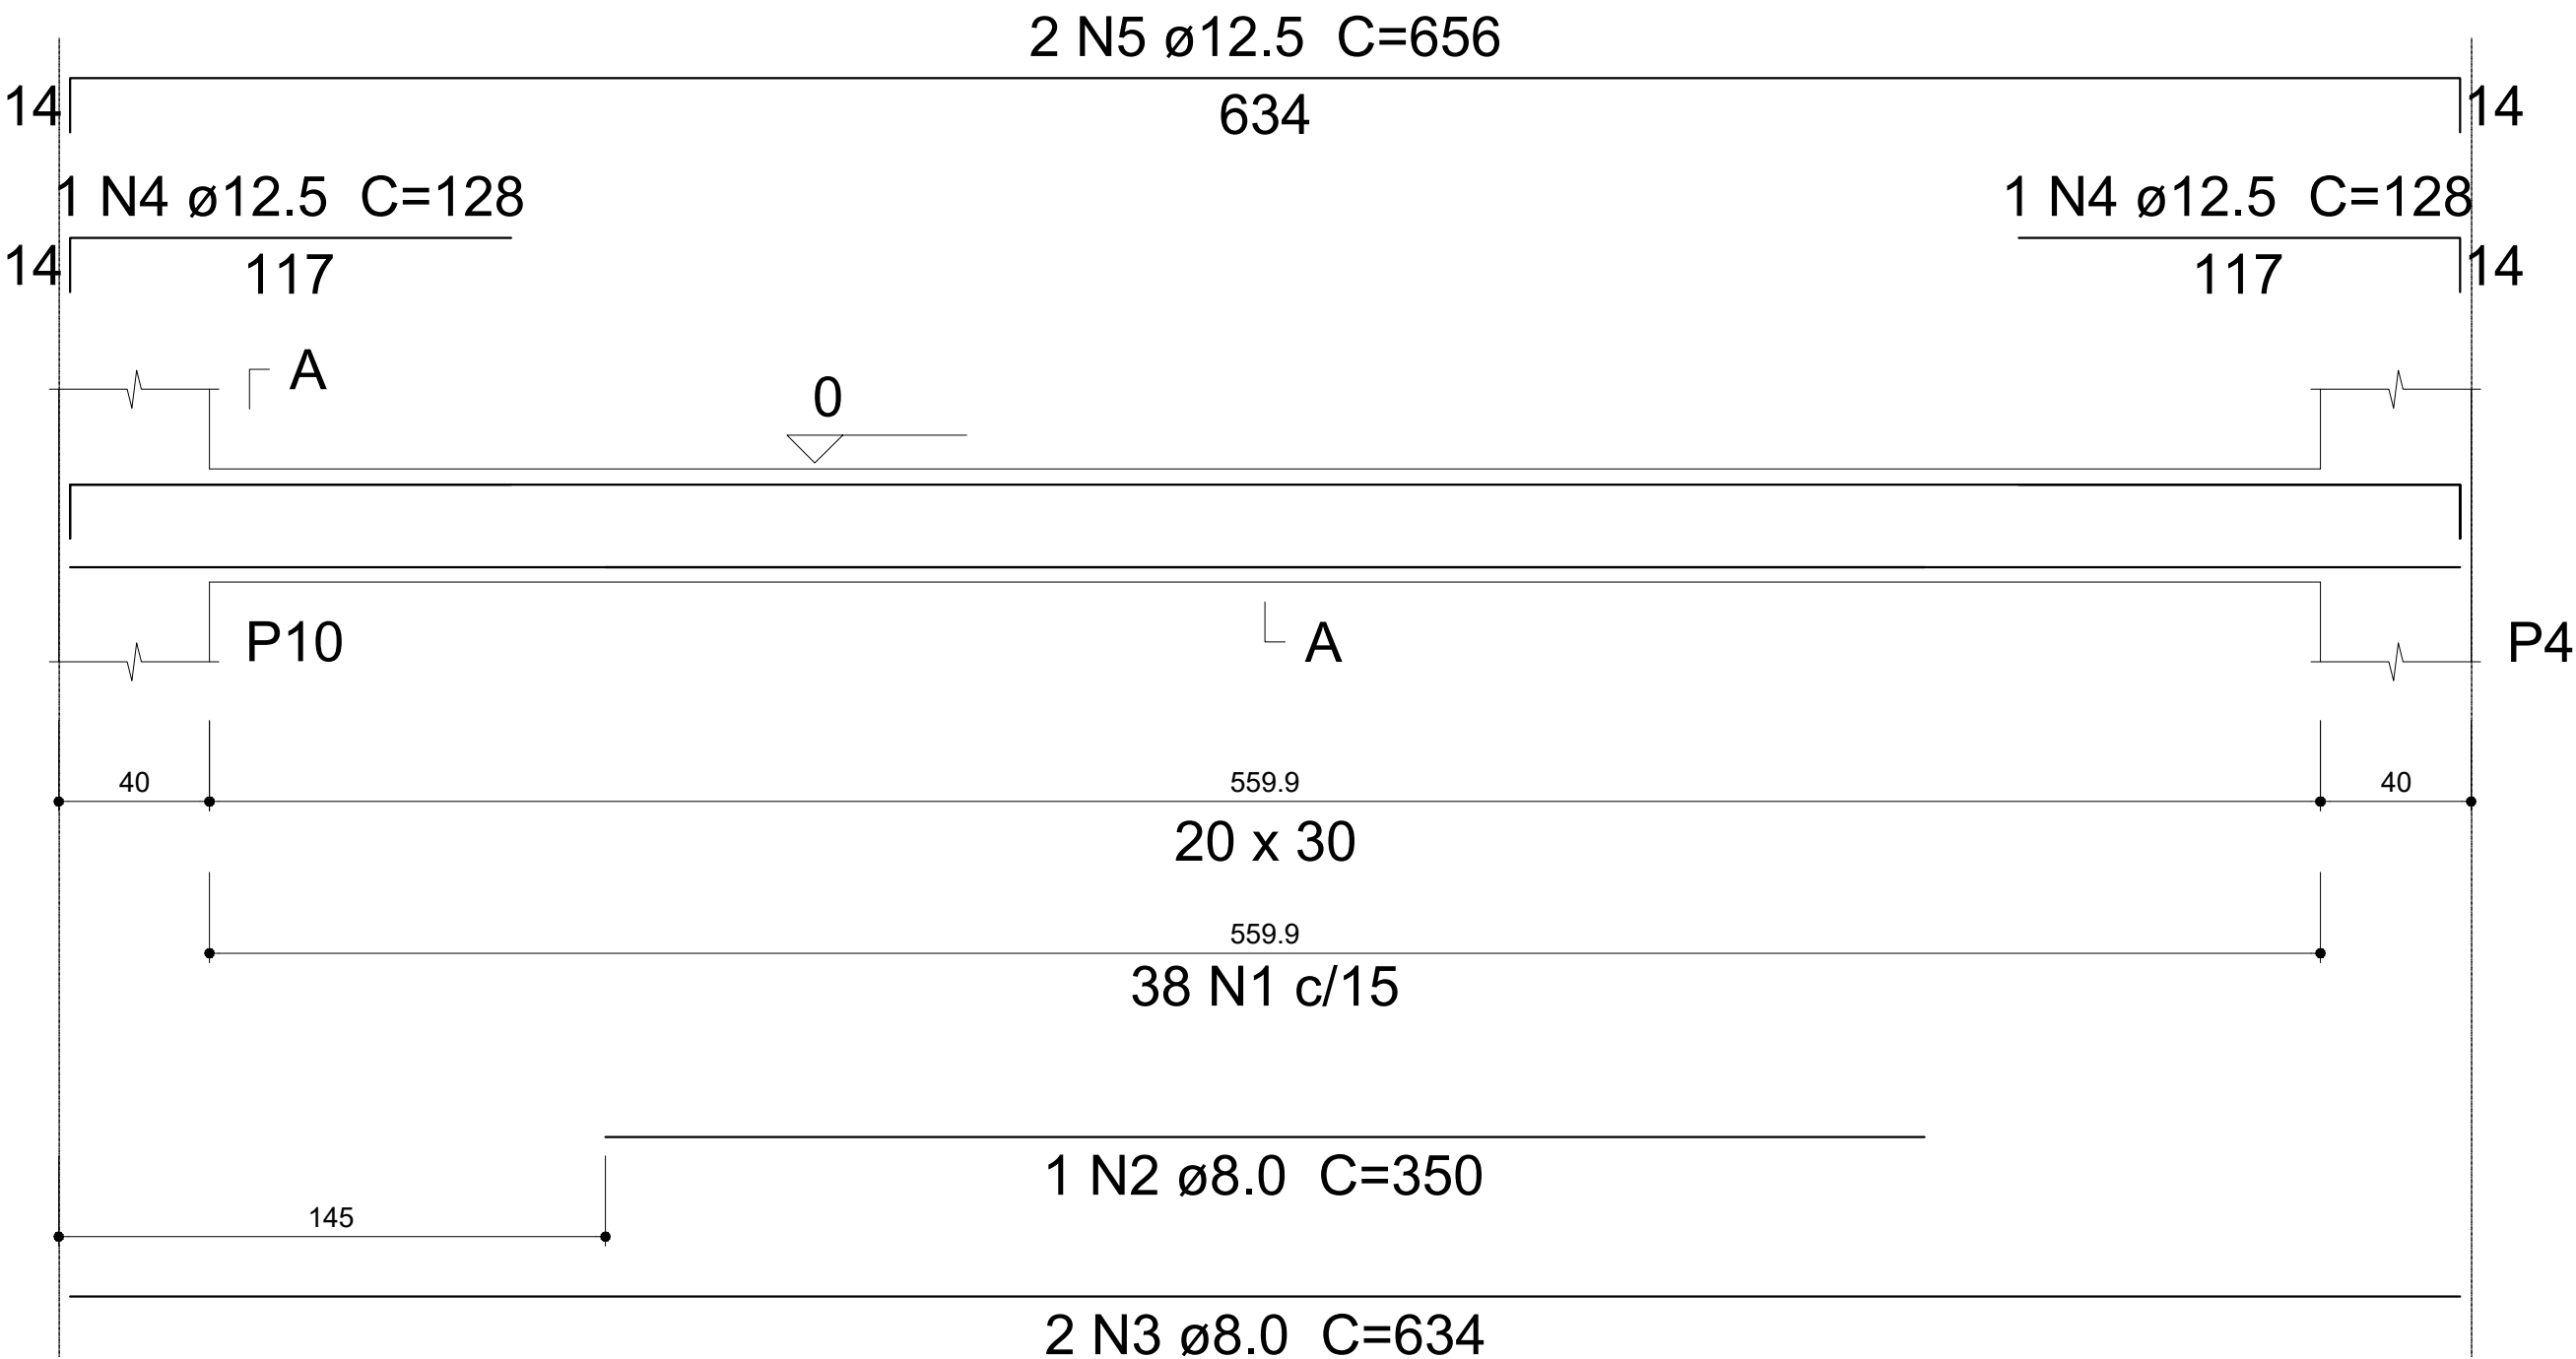 2 N5 ø12.5 C=656
14 634 14
1 N4 ø12.5 C=128 1 N4 ø12.5 C=128
14 117 117 14
A
0
P10 A P4
40 559.9 40
20 x 30
559.9
38 N1 c/15
1 N2 ø8.0 C=350
145
2 N3 ø8.0 C=634